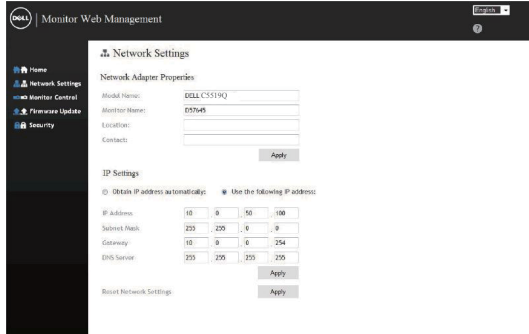 DELL | Monitor Web Management
English
?
Home
Network Settings
Monitor Control
Firmware Update
Security
Network Settings
Network Adapter Properties
Model Name: DELL C5519Q
Monitor Name: D57645
Location:
Contact:
Apply
IP Settings
Obtain IP address automatically: Use the following IP address:
IP Address 10 . 0 . 50 . 100
Subnet Mask 255 . 255 . 0 . 0
Gateway 10 . 0 . 0 . 254
DNS Server 255 . 255 . 255 . 255
Apply
Reset Network Settings Apply